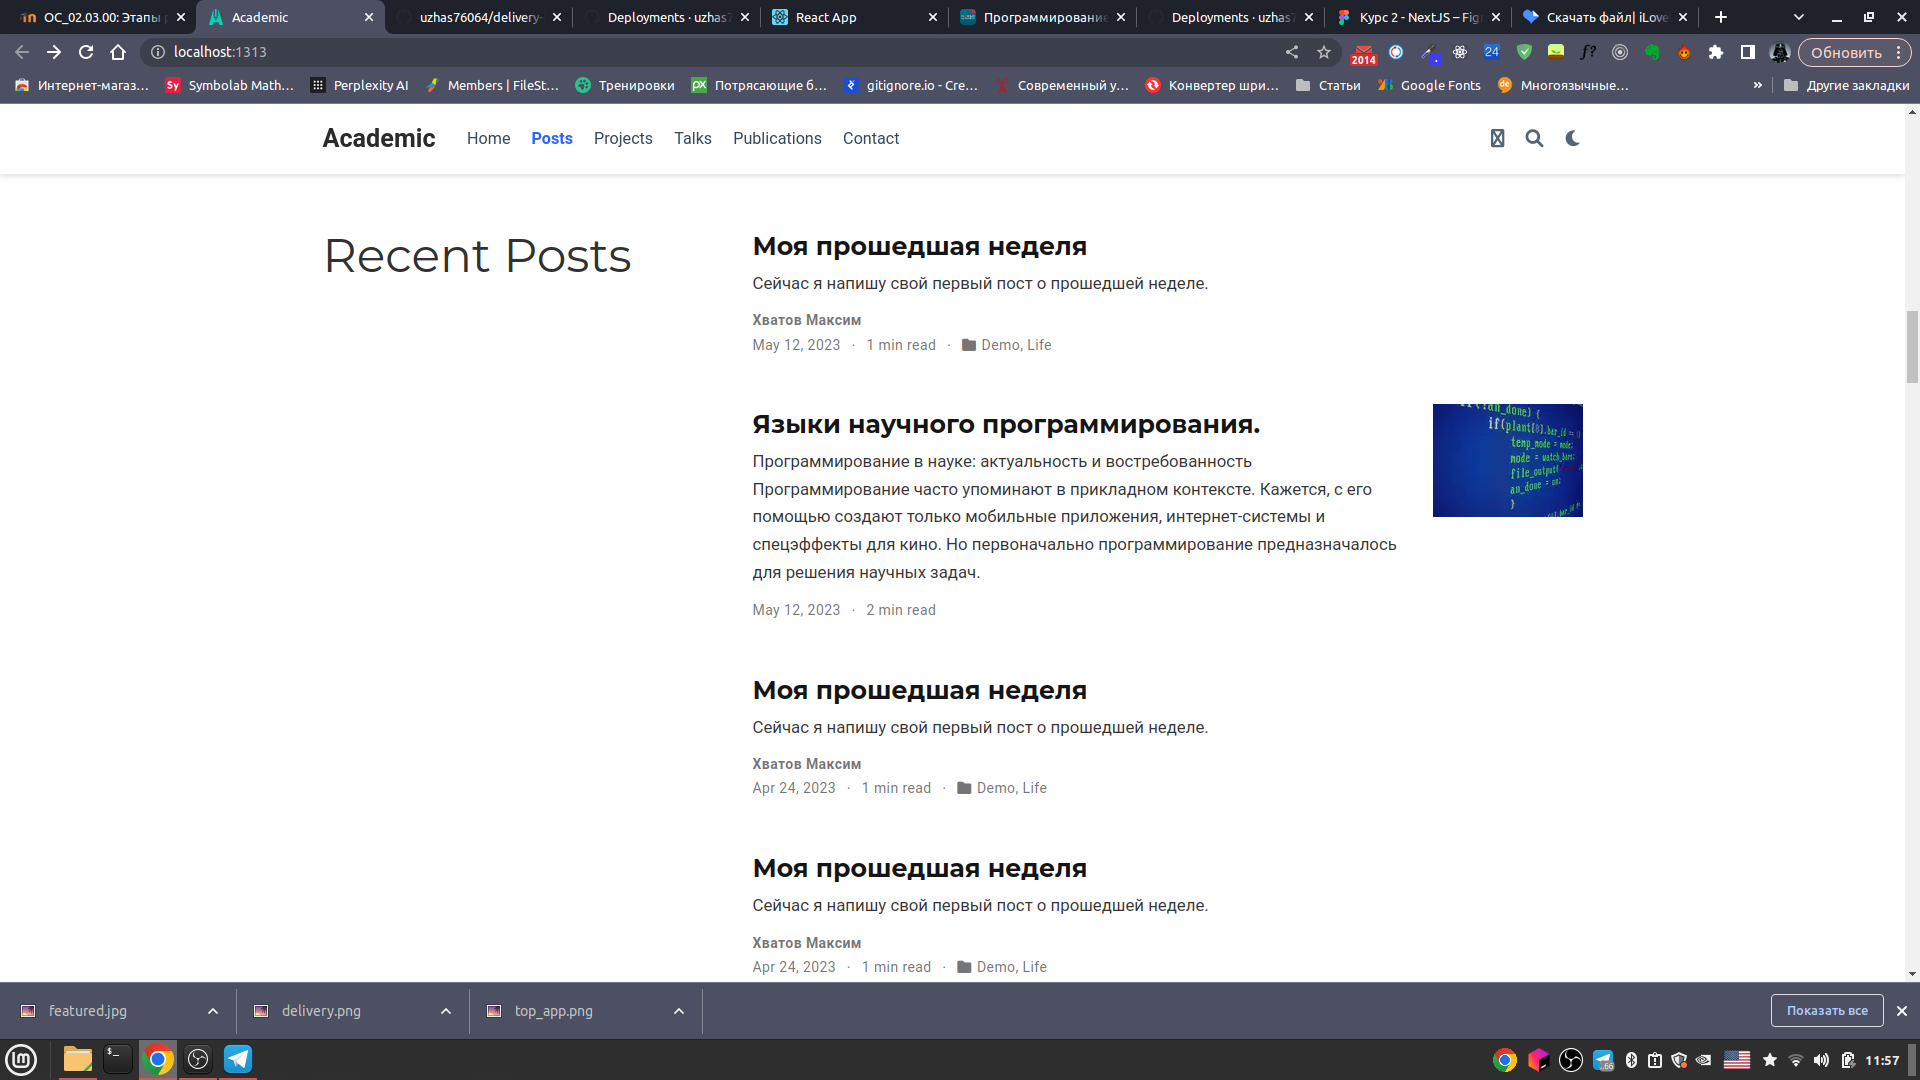 ОС_02.03.00: Этапы
Academic
uzhas76064/delivery-
Deployments · uzhas7
React App
Программирование
Deployments · uzhas7
Курс 2 - NextJS – Fig
Скачать файл| iLove
localhost:1313
2014
24
Обновить
Интернет-магаз...
Symbolab Math...
Perplexity AI
Members | FileSt...
Тренировки
Потрясающие б...
gitignore.io - Cre...
Современный у...
Конвертер шри...
Статьи
Google Fonts
Многоязычные...
Другие закладки
Academic
Home
Posts
Projects
Talks
Publications
Contact
Recent Posts
Моя прошедшая неделя
Сейчас я напишу свой первый пост о прошедшей неделе.
Хватов Максим
May 12, 2023 · 1 min read · Demo, Life
Языки научного программирования.
Программирование в науке: актуальность и востребованность
Программирование часто упоминают в прикладном контексте. Кажется, с его
помощью создают только мобильные приложения, интернет-системы и
спецэффекты для кино. Но первоначально программирование предназначалось
для решения научных задач.
May 12, 2023 · 2 min read
Моя прошедшая неделя
Сейчас я напишу свой первый пост о прошедшей неделе.
Хватов Максим
Apr 24, 2023 · 1 min read · Demo, Life
Моя прошедшая неделя
Сейчас я напишу свой первый пост о прошедшей неделе.
Хватов Максим
Apr 24, 2023 · 1 min read · Demo, Life
featured.jpg
delivery.png
top_app.png
Показать все
11:57